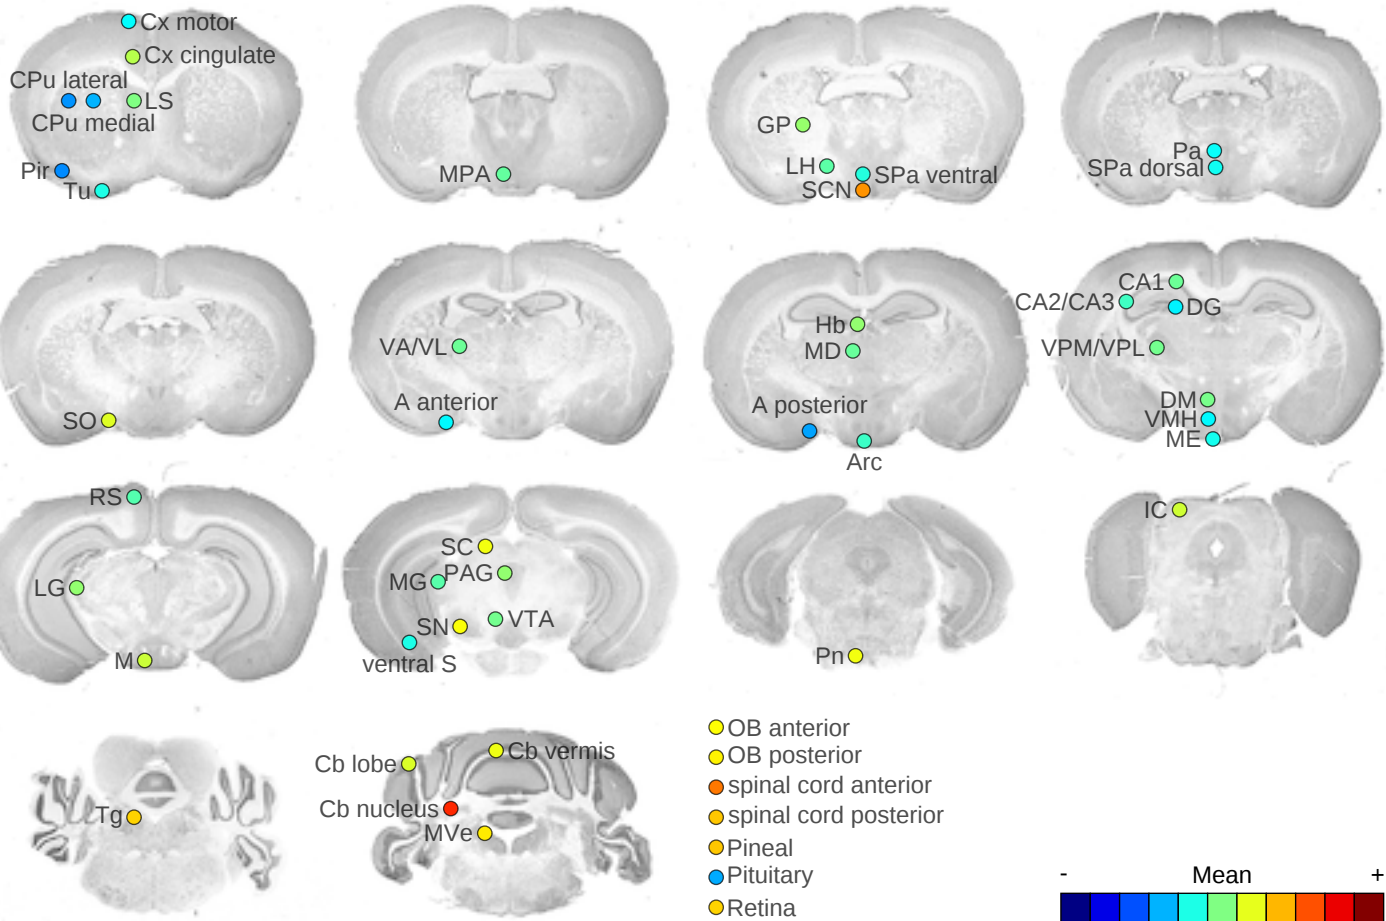 Cx motor
Cx cingulate
CPu lateral
LS
CPu medial
Pir
Tu
MPA
GP
LH
SPa ventral
SCN
Pa
SPa dorsal
SO
VA/VL
A anterior
Hb
MD
A posterior
Arc
CA1
CA2/CA3
DG
VPM/VPL
DM
VMH
ME
RS
LG
M
SC
PAG
MG
VTA
SN
ventral S
Pn
IC
Tg
Cb vermis
Cb lobe
Cb nucleus
MVe
OB anterior
OB posterior
spinal cord anterior
spinal cord posterior
Pineal
Pituitary
Retina
- Mean +